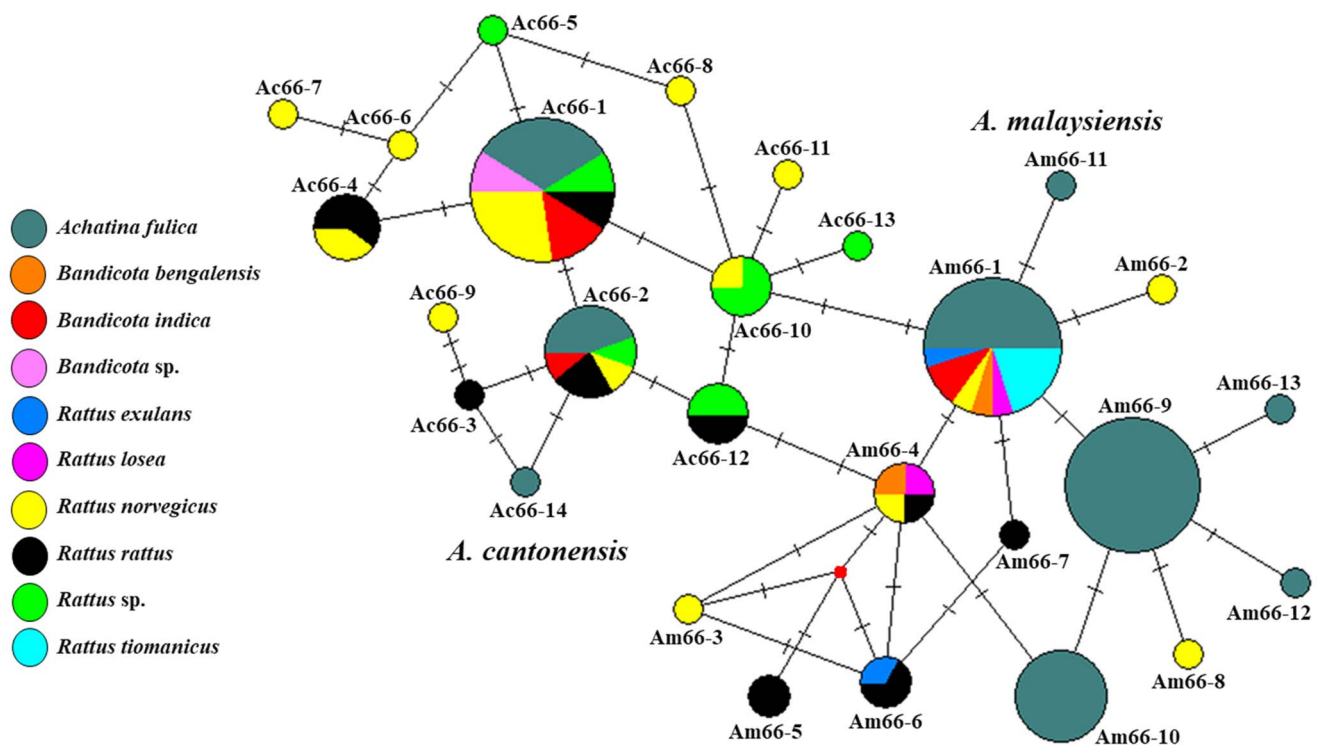 Ac66-5
Ac66-8
Ac66-7
Ac66-6
Ac66-1
Ac66-4
Ac66-11
Ac66-13
Ac66-10
Ac66-9
Ac66-2
Ac66-3
Ac66-12
Ac66-14
A. cantonensis
A. malaysiensis
Am66-11
Am66-1
Am66-2
Am66-13
Am66-9
Am66-4
Am66-7
Am66-12
Am66-3
Am66-8
Am66-5
Am66-6
Am66-10
Achatina fulica
Bandicota bengalensis
Bandicota indica
Bandicota sp.
Rattus exulans
Rattus losea
Rattus norvegicus
Rattus rattus
Rattus sp.
Rattus tiomanicus